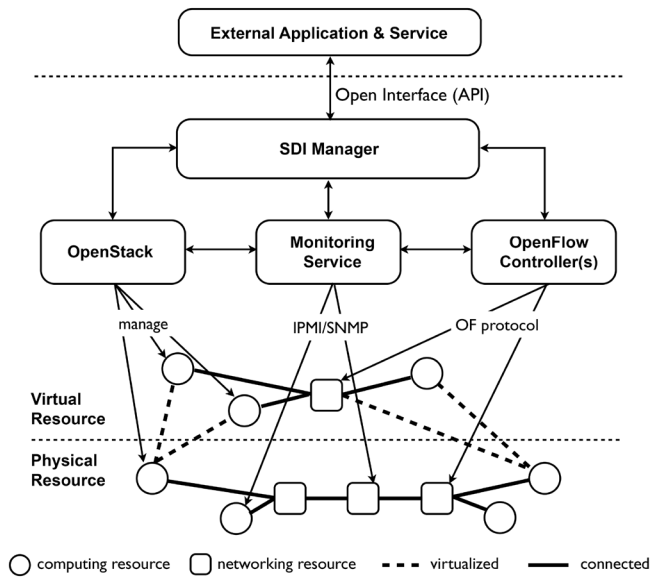 External Application & Service
Open Interface (API)
SDI Manager
OpenStack
Monitoring
Service
OpenFlow
Controller(s)
manage
IPMI/SNMP
OF protocol
Virtual
Resource
Physical
Resource
computing resource
networking resource
virtualized
connected